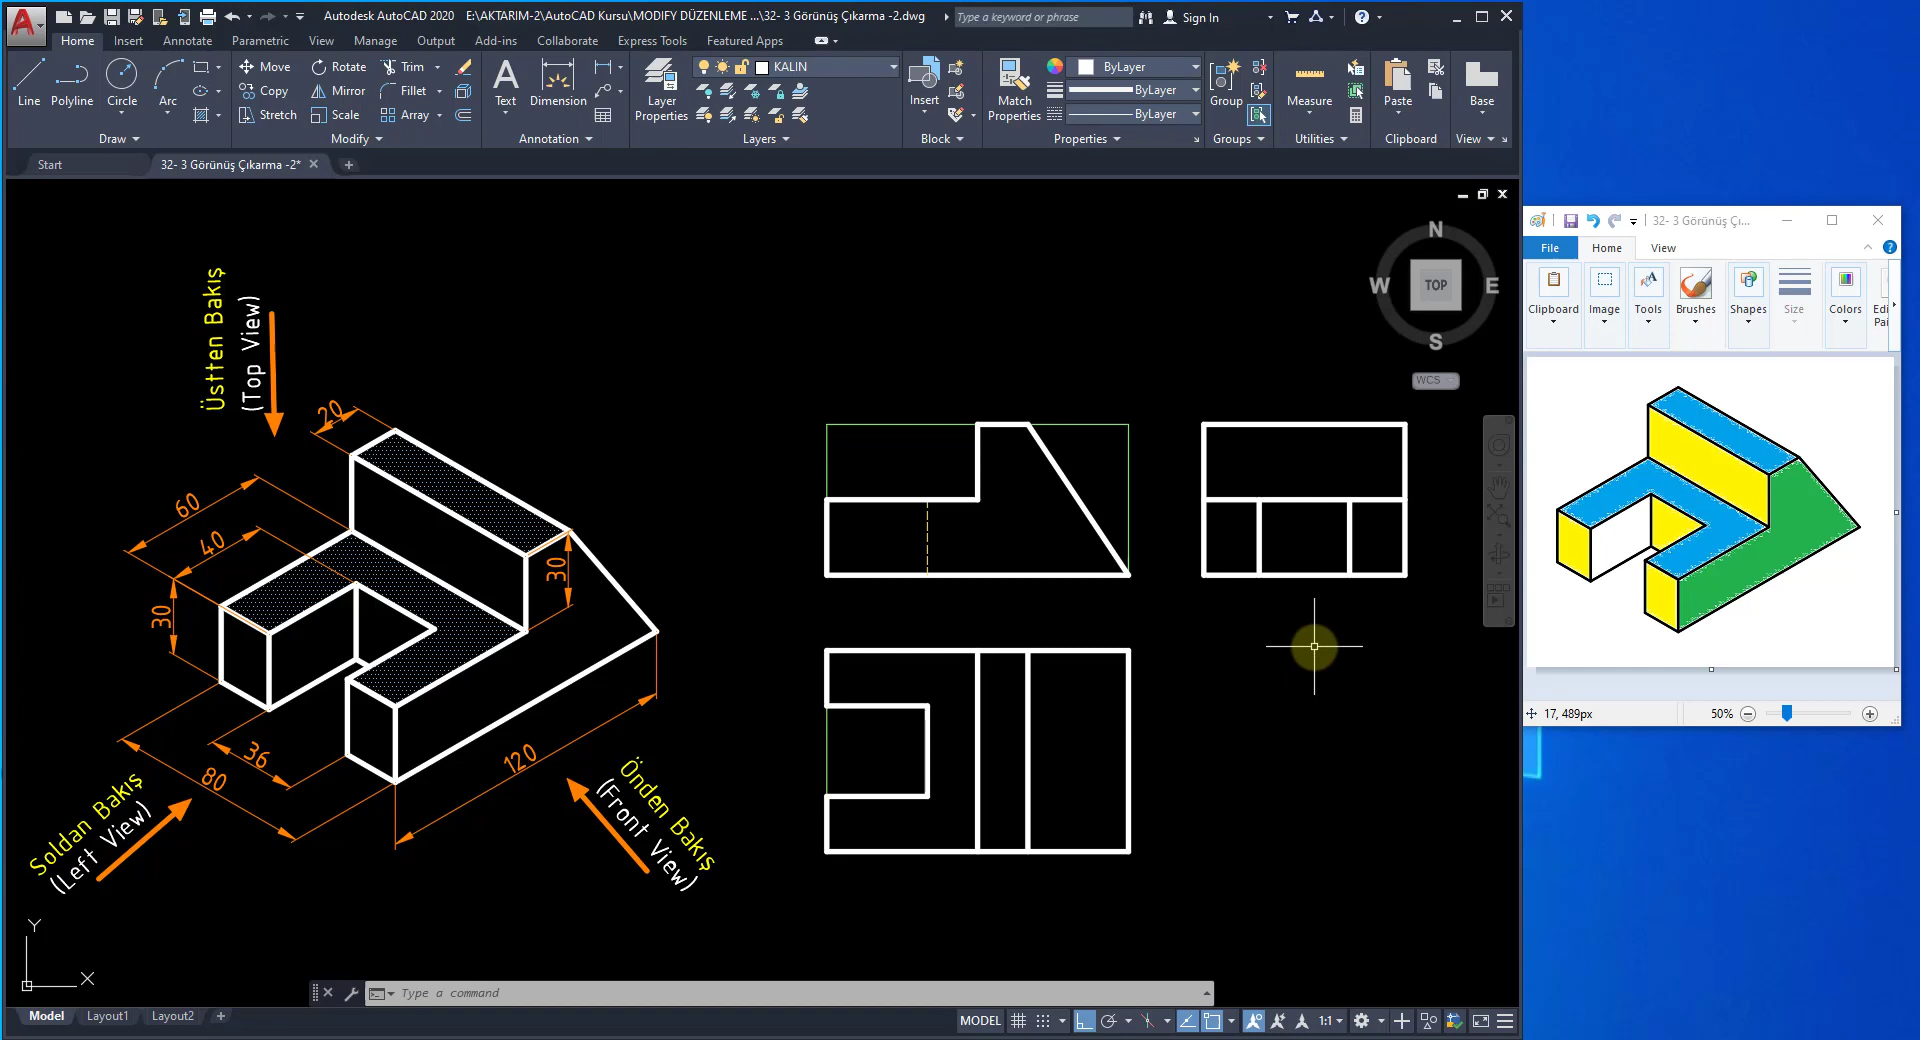 Autodesk AutoCAD 2020 E:\AKTARIM-2\AutoCAD Kursu\MODIFY DÜZENLEME ...\32- 3 Görünüş Çıkarma -2.dwg Type a keyword or phrase Sign In
Home Insert Annotate Parametric View Manage Output Add-ins Collaborate Express Tools Featured Apps
Line Polyline Circle Arc
Move Rotate Trim
Copy Mirror Fillet
Stretch Scale Array
Text Dimension
Layer Properties
KALIN
Insert
Match Properties
ByLayer
ByLayer
ByLayer
Group
Measure
Paste
Base
Draw Modify Annotation Layers Block Properties Groups Utilities Clipboard View
Start 32- 3 Görünüş Çıkarma -2*
N
W TOP E
S
WCS
Üstten Bakış
(Top View)
20
60
40
30
30
36
80
120
Soldan Bakış
(Left View)
Önden Bakış
(Front View)
Y
X
Type a command
Model Layout1 Layout2
MODEL 1:1
32- 3 Görünüş Çı...
File Home View
Clipboard Image Tools Brushes Shapes Size Colors Edi
Pai
17, 489px 50%